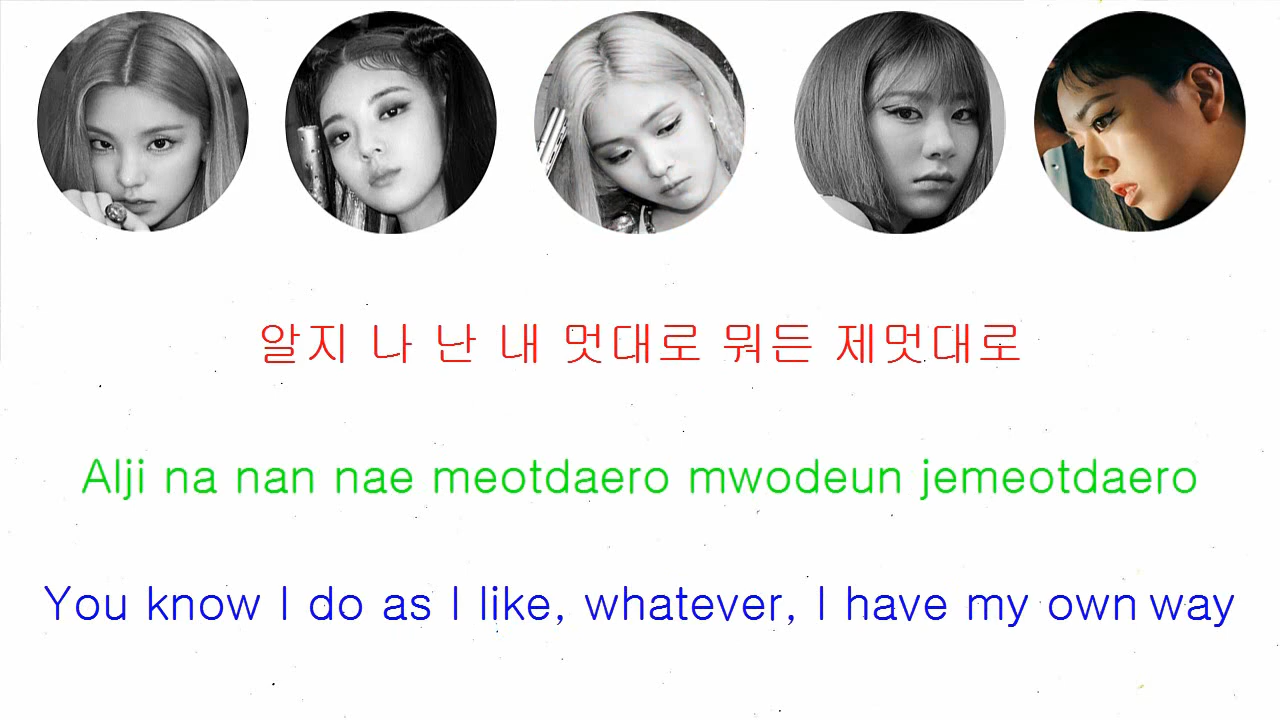 알지 나 난 내 멋대로 뭐든 제멋대로
Alji na nan nae meotdaero mwodeun jemeotdaero
You know I do as I like, whatever, I have my own way